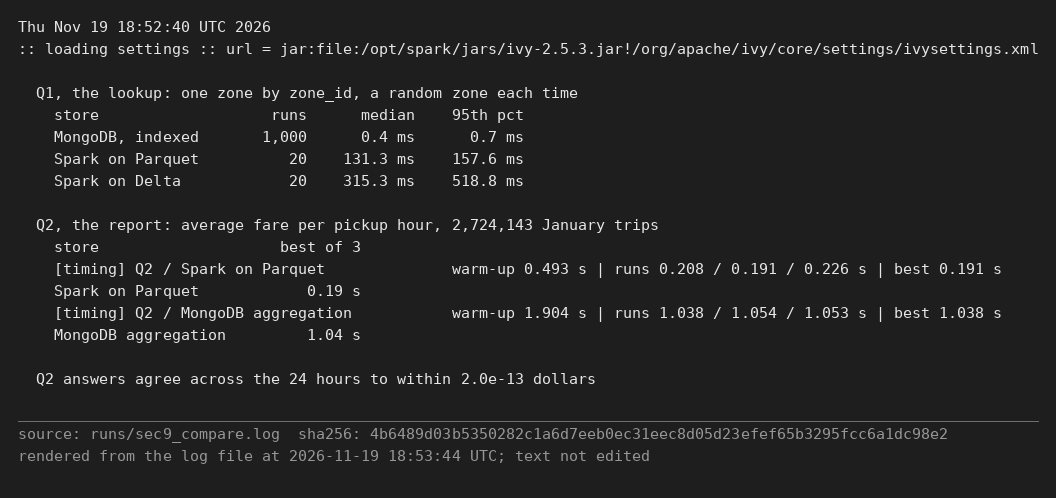 Thu Nov 19 18:52:40 UTC 2026
:: loading settings :: url = jar:file:/opt/spark/jars/ivy-2.5.3.jar!/org/apache/ivy/core/settings/ivysettings.xml
Q1, the lookup: one zone by zone_id, a random zone each time
store runs median 95th pct
MongoDB, indexed 1,000 0.4 ms 0.7 ms
Spark on Parquet 20 131.3 ms 157.6 ms
Spark on Delta 20 315.3 ms 518.8 ms
Q2, the report: average fare per pickup hour, 2,724,143 January trips
store best of 3
[timing] Q2 / Spark on Parquet warm-up 0.493 s | runs 0.208 / 0.191 / 0.226 s | best 0.191 s
Spark on Parquet 0.19 s
[timing] Q2 / MongoDB aggregation warm-up 1.904 s | runs 1.038 / 1.054 / 1.053 s | best 1.038 s
MongoDB aggregation 1.04 s
Q2 answers agree across the 24 hours to within 2.0e-13 dollars
source: runs/sec9_compare.log sha256: 4b6489d03b5350282c1a6d7eeb0ec31eec8d05d23efef65b3295fcc6a1dc98e2
rendered from the log file at 2026-11-19 18:53:44 UTC; text not edited